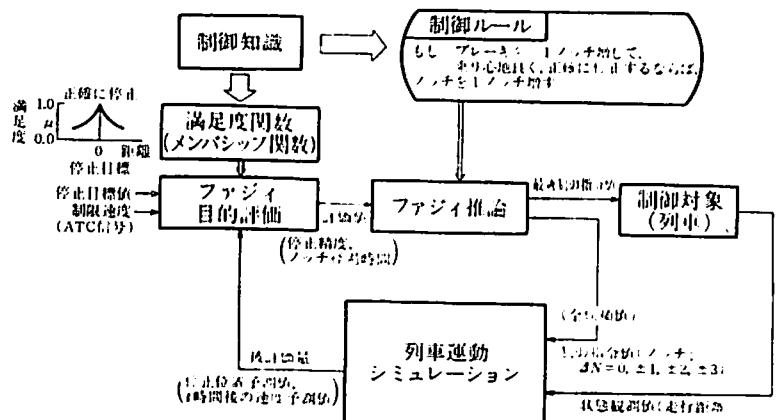 制御知識
制御ルール
もし ブレーキを 1ノッチ増して、
乗り心地良く、正確に停止するならば、
ノッチを1ノッチ増す
正確に停止
満足度 μ
1.0
0.0
0 距離
停止目標
満足度関数
(メンバシップ関数)
停止目標値
制限速度
(ATC信号)
ファジィ
目的評価
評価値
(停止精度,
ノッチ 時間)
ファジィ推論
制御対象
(列車)
列車運動
シミュレーション
(停止位置予測値,
時間後の速度予測値)
指令値(ノッチ;
ΔN=0, ±1, ±2, ±3)
状態観測値(走行距離